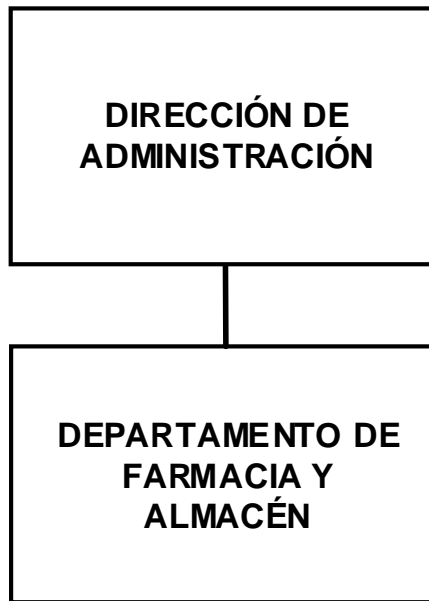 DIRECCIÓN DE
ADMINISTRACIÓN
DEPARTAMENTO DE
FARMACIA Y
ALMACÉN